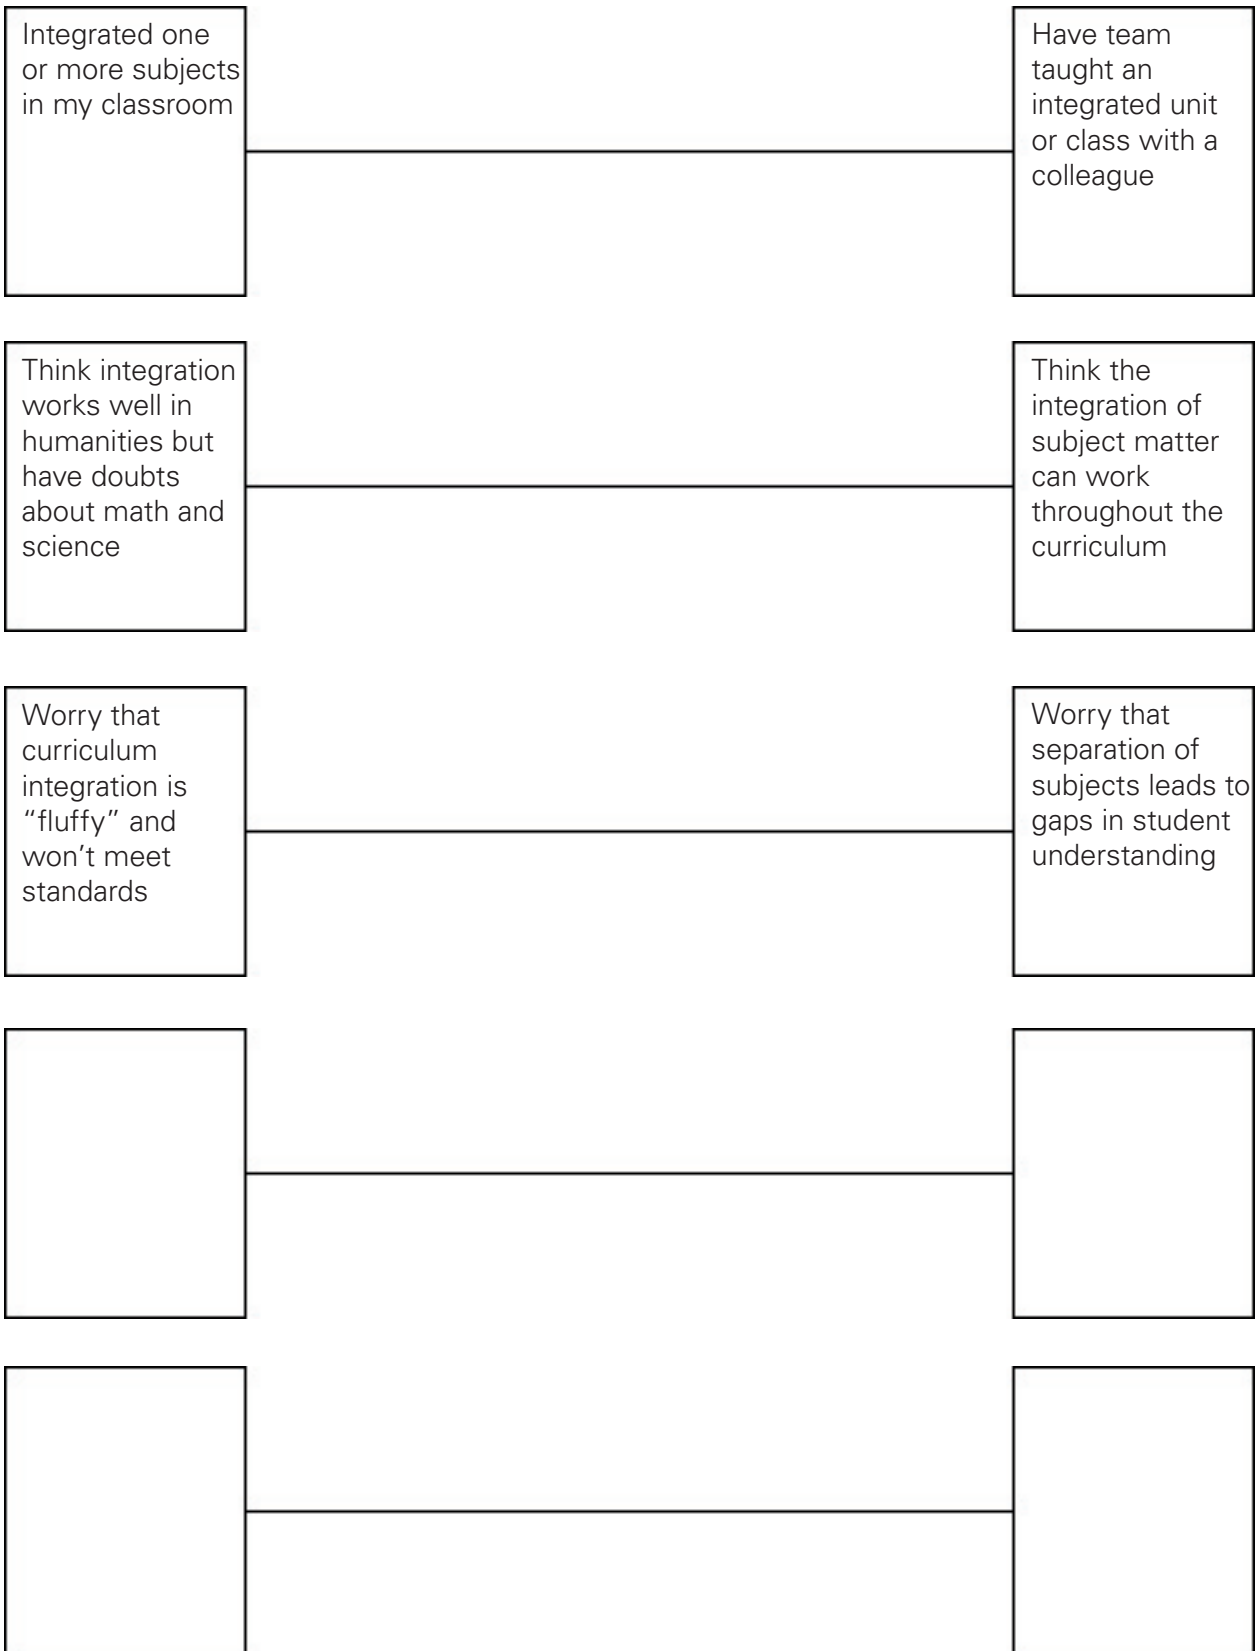 Integrated one
or more subjects
in my classroom
Have team
taught an
integrated unit
or class with a
colleague
Think integration
works well in
humanities but
have doubts
about math and
science
Think the
integration of
subject matter
can work
throughout the
curriculum
Worry that
curriculum
integration is
“fluffy” and
won’t meet
standards
Worry that
separation of
subjects leads to
gaps in student
understanding